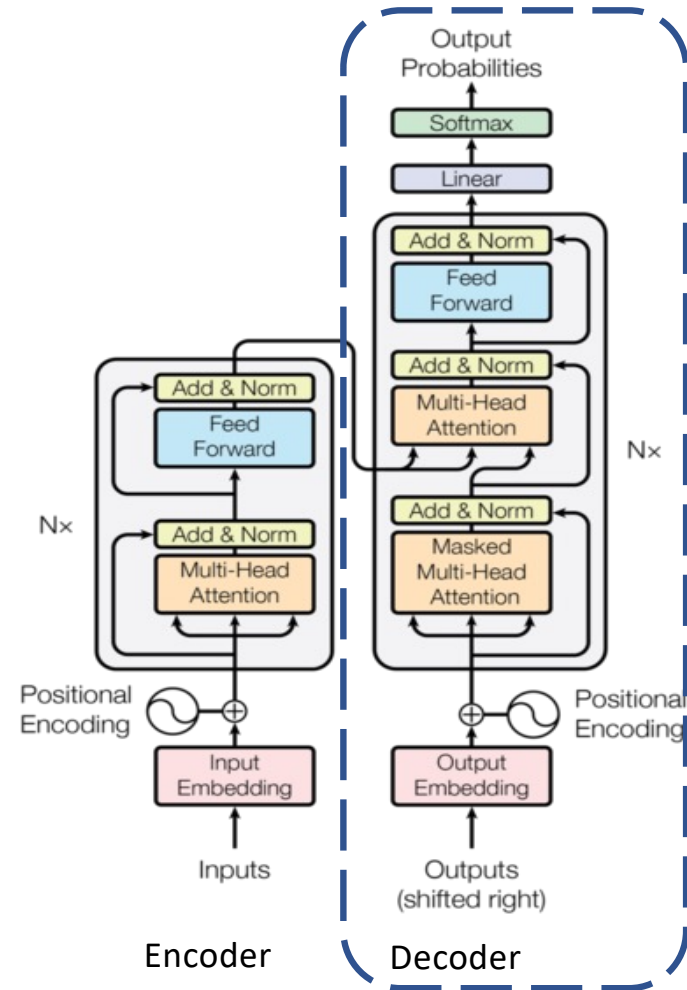 Output
Probabilities
Softmax
Linear
Add & Norm
Feed
Forward
Add & Norm
Multi-Head
Attention
Add & Norm
Masked
Multi-Head
Attention
Nx
Positional
Encoding
Output
Embedding
Outputs
(shifted right)
Decoder
Add & Norm
Feed
Forward
Add & Norm
Multi-Head
Attention
Nx
Positional
Encoding
Input
Embedding
Inputs
Encoder